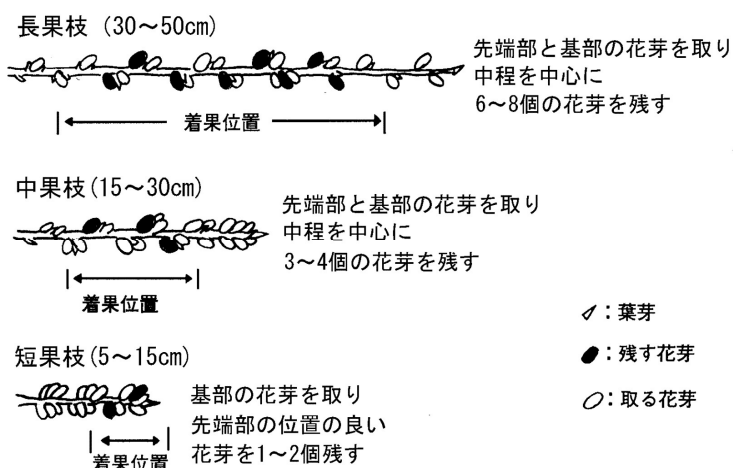 長果枝 (30～50cm)
先端部と基部の花芽を取り
中程を中心に
6～8個の花芽を残す
着果位置
中果枝(15～30cm)
先端部と基部の花芽を取り
中程を中心に
3～4個の花芽を残す
着果位置
:葉芽
:残す花芽
:取る花芽
短果枝(5～15cm)
基部の花芽を取り
先端部の位置の良い
花芽を1～2個残す
着果位置